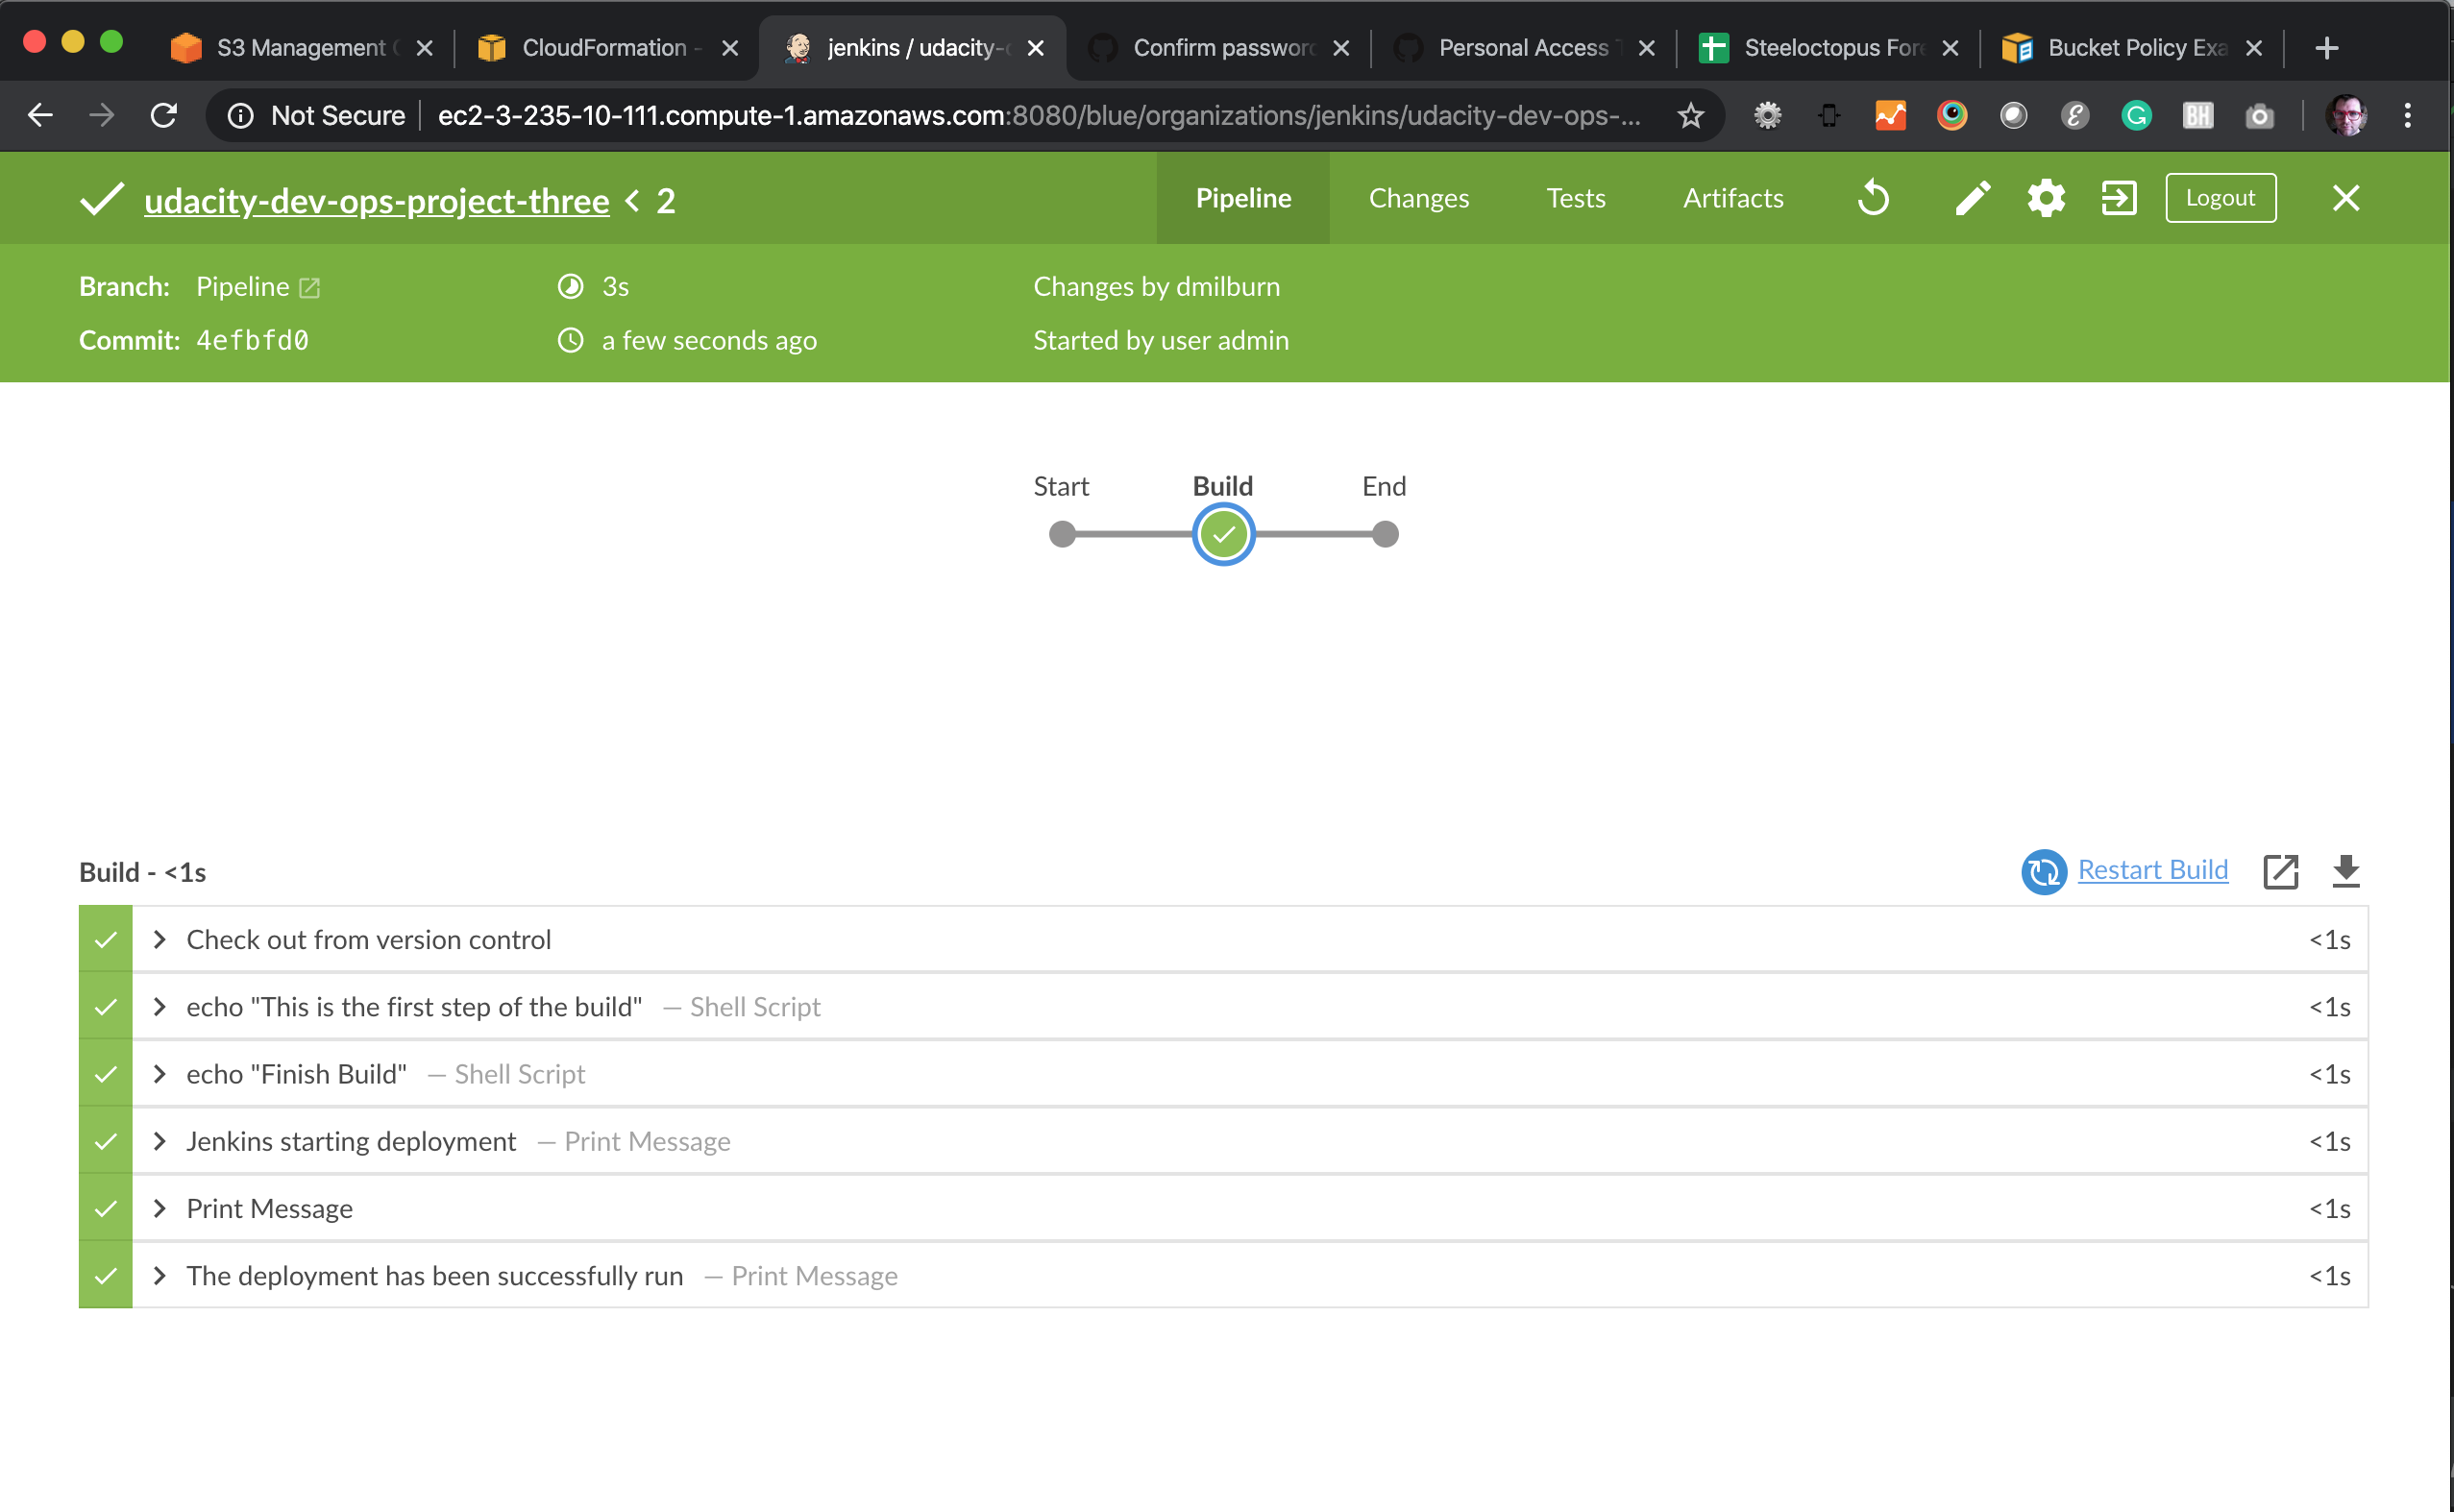 S3 Management C
CloudFormation -
jenkins / udacity-d
Confirm password
Personal Access T
Steeloctopus Fore
Bucket Policy Exa
Not Secure ec2-3-235-10-111.compute-1.amazonaws.com:8080/blue/organizations/jenkins/udacity-dev-ops-...
BH
udacity-dev-ops-project-three < 2
Pipeline Changes Tests Artifacts Logout
Branch: Pipeline 3s Changes by dmilburn
Commit: 4efbfd0 a few seconds ago Started by user admin
Start Build End
Build - <1s Restart Build
Check out from version control <1s
echo "This is the first step of the build" — Shell Script <1s
echo "Finish Build" — Shell Script <1s
Jenkins starting deployment — Print Message <1s
Print Message <1s
The deployment has been successfully run — Print Message <1s